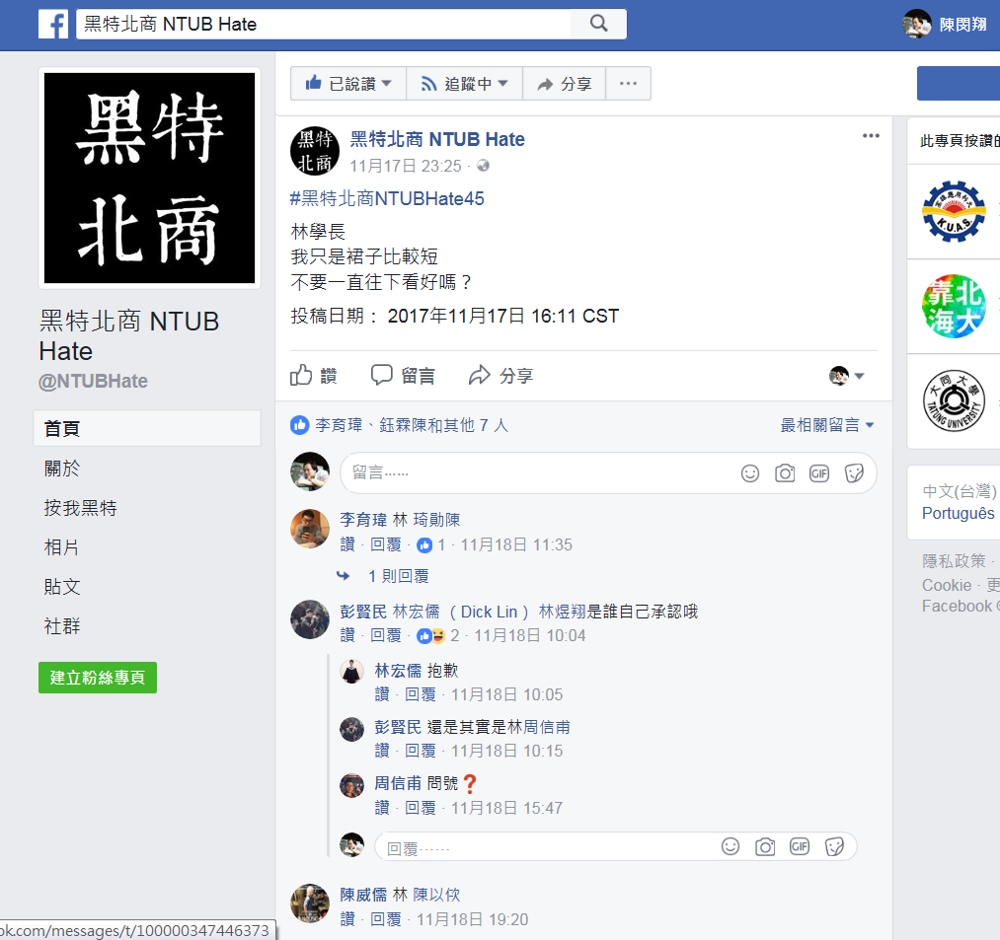 黑特北商 NTUB Hate
陳閔翔
黑特
北商
黑特北商 NTUB
Hate
@NTUBHate
首頁
關於
按我黑特
相片
貼文
社群
建立粉絲專頁
已說讚 追蹤中 分享 ...
黑特北商 NTUB Hate
11月17日 23:25 ·
#黑特北商NTUBHate45
林學長
我只是裙子比較短
不要一直往下看好嗎？
投稿日期： 2017年11月17日 16:11 CST
讚 留言 分享
李育瑋、鈺霖陳和其他 7 人 最相關留言
留言......
GIF
李育瑋 林 琦勛陳
讚 · 回覆 · 1 · 11月18日 11:35
1 則回覆
彭賢民 林宏儒 （Dick Lin） 林煜翔是誰自己承認哦
讚 · 回覆 · 2 · 11月18日 10:04
林宏儒 抱歉
讚 · 回覆 · 11月18日 10:05
彭賢民 還是其實是林周信甫
讚 · 回覆 · 11月18日 10:15
周信甫 問號❓
讚 · 回覆 · 11月18日 15:47
回覆......
GIF
陳威儒 林 陳以佽
讚 · 回覆 · 11月18日 19:20
此專頁按讚的
K.U.A.S.
靠北
海大
大同大學
TATUNG UNIVERSITY
中文(台灣)
Português
隱私政策 ·
Cookie · 更
Facebook ©
ok.com/messages/t/100000347446373